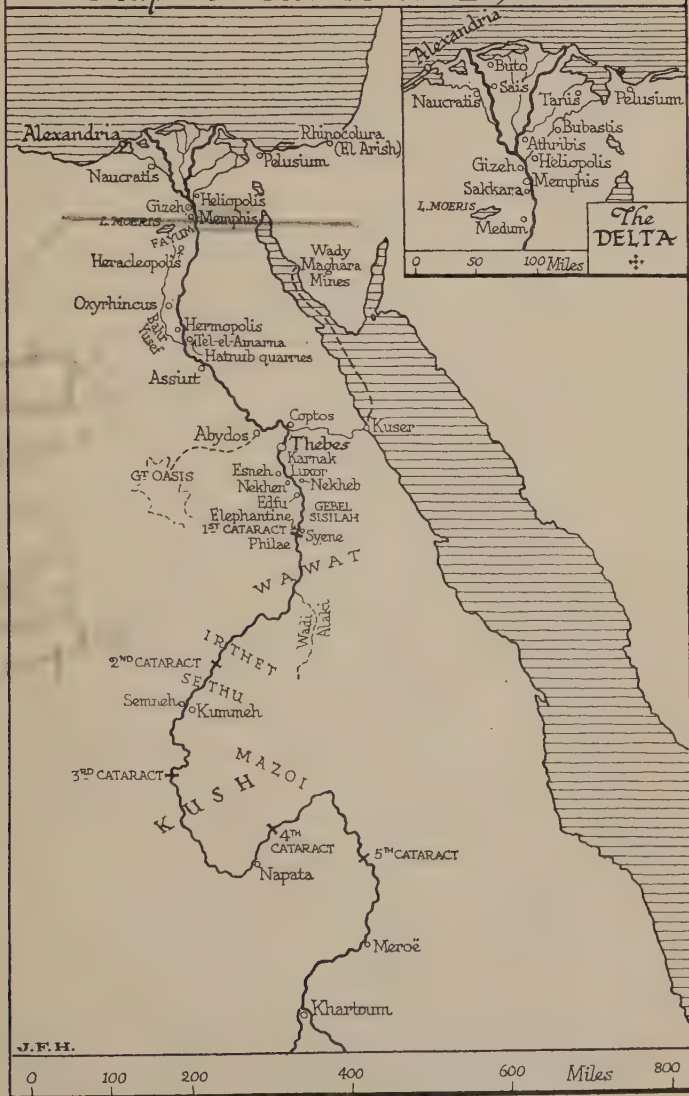 Alexandria
Rhinocolura
(El Arish)
Pelusium
Naucratis
Gizeh
Heliopolis
Memphis
L. MOERIS
FAYUM
Heracleopolis
Wady
Maghara
Mines
Oxyrhincus
Bahr
Yusef
Hermopolis
Tel-el-Amarna
Hatnub quarries
Assiut
Coptos
Kuser
Abydos
Thebes
Karnak
Luxor
GT OASIS
Esneh
Nekhen
Nekheb
Edfu
GEBEL
SISILAH
Elephantine
1ST CATARACT
Syene
Philae
WAWAT
Wadi
Alaki
IRTHET
2ND CATARACT
SETHU
Semneh
Kummeh
MAZOI
3RD CATARACT
KUSH
4TH
CATARACT
5TH CATARACT
Napata
Meroë
Khartoum
J.F.H.
0 100 200 400 600 Miles 800
Alexandria
Buto
Sais
Naucratis
Tanis
Pelusium
Bubastis
Athribis
Heliopolis
Gizeh
Memphis
Sakkara
L. MOERIS
Medum
The
DELTA
0 50 100 Miles